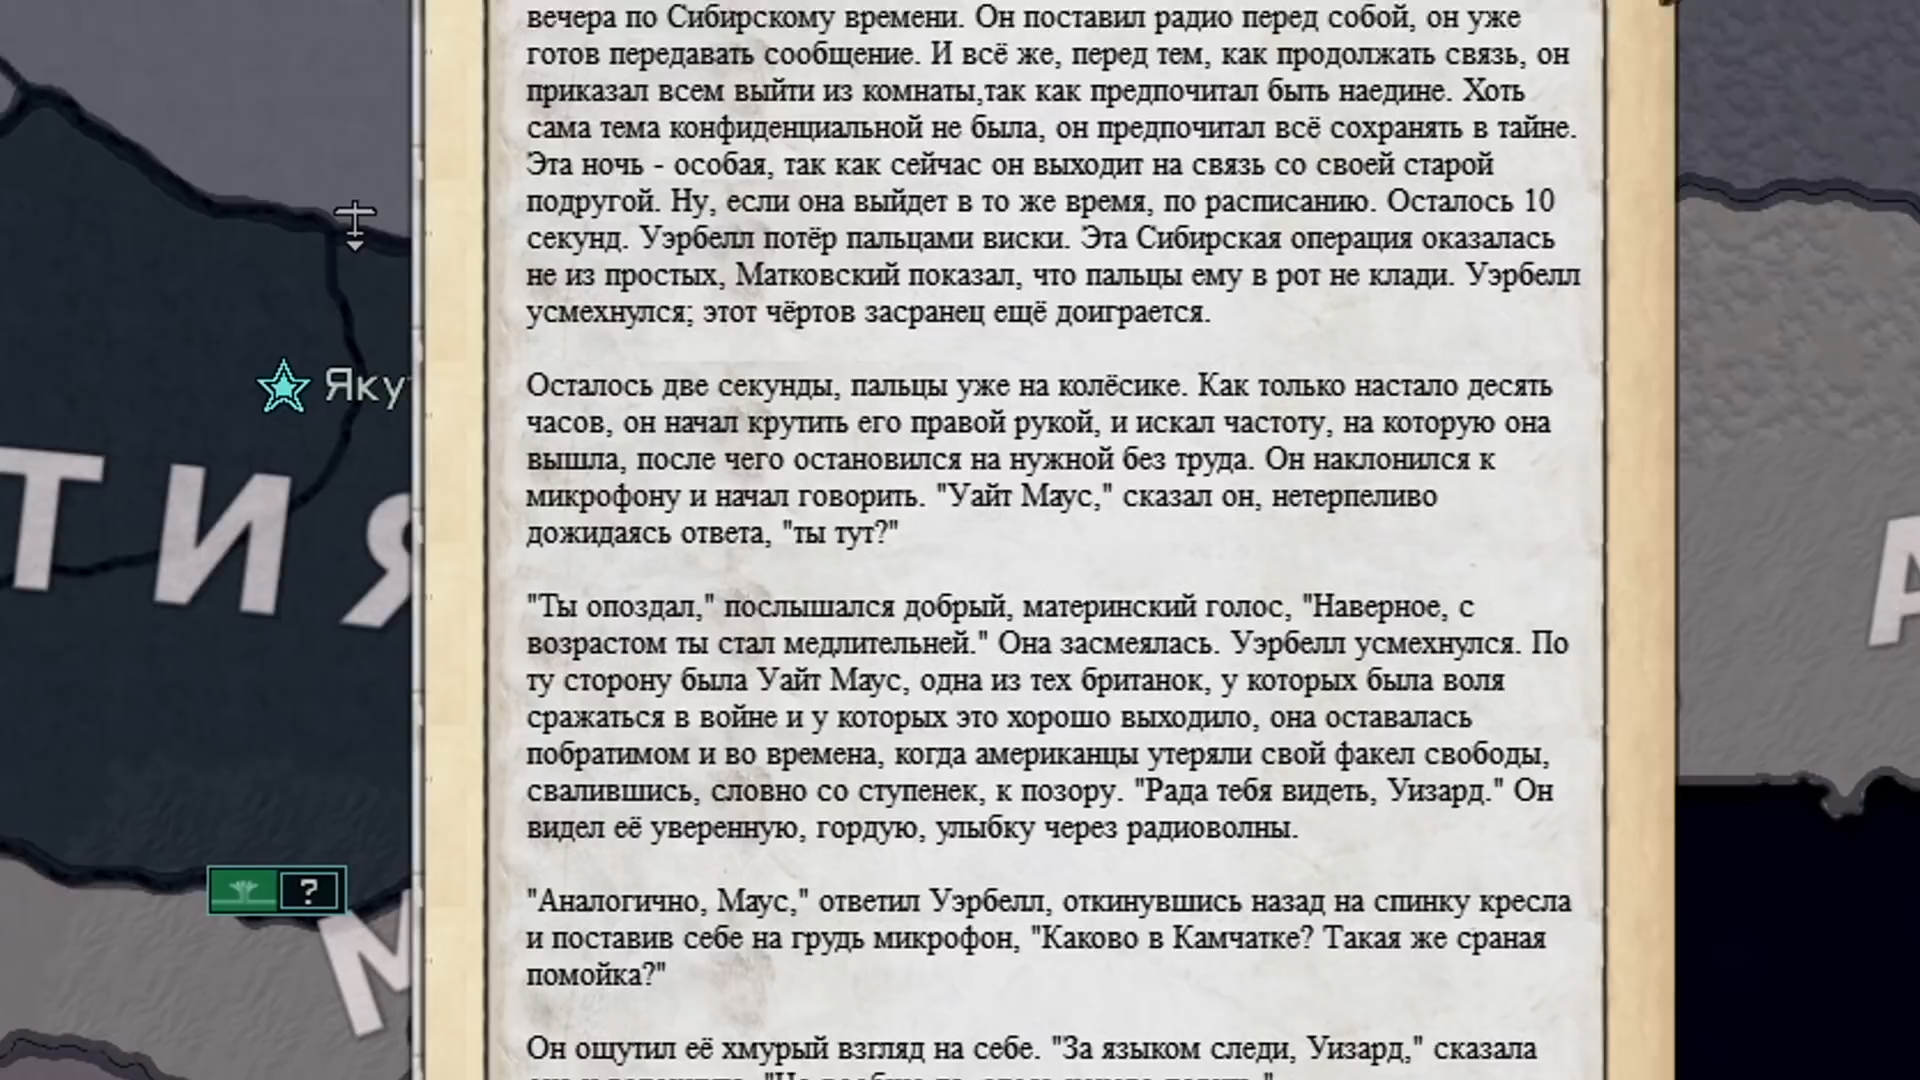 вечера по Сибирскому времени. Он поставил радио перед собой, он уже
готов передавать сообщение. И всё же, перед тем, как продолжать связь, он
приказал всем выйти из комнаты,так как предпочитал быть наедине. Хоть
сама тема конфиденциальной не была, он предпочитал всё сохранять в тайне.
Эта ночь - особая, так как сейчас он выходит на связь со своей старой
подругой. Ну, если она выйдет в то же время, по расписанию. Осталось 10
секунд. Уэрбелл потёр пальцами виски. Эта Сибирская операция оказалась
не из простых, Матковский показал, что пальцы ему в рот не клади. Уэрбелл
усмехнулся; этот чёртов засранец ещё доиграется.
Осталось две секунды, пальцы уже на колёсике. Как только настало десять
часов, он начал крутить его правой рукой, и искал частоту, на которую она
вышла, после чего остановился на нужной без труда. Он наклонился к
микрофону и начал говорить. "Уайт Маус," сказал он, нетерпеливо
дожидаясь ответа, "ты тут?"
"Ты опоздал," послышался добрый, материнский голос, "Наверное, с
возрастом ты стал медлительней." Она засмеялась. Уэрбелл усмехнулся. По
ту сторону была Уайт Маус, одна из тех британок, у которых была воля
сражаться в войне и у которых это хорошо выходило, она оставалась
побратимом и во времена, когда американцы утеряли свой факел свободы,
свалившись, словно со ступенек, к позору. "Рада тебя видеть, Уизард." Он
видел её уверенную, гордую, улыбку через радиоволны.
"Аналогично, Маус," ответил Уэрбелл, откинувшись назад на спинку кресла
и поставив себе на грудь микрофон, "Каково в Камчатке? Такая же сраная
помойка?"
Он ощутил её хмурый взгляд на себе. "За языком следи, Уизард," сказала
Яку
ТИЯ
М
А
?